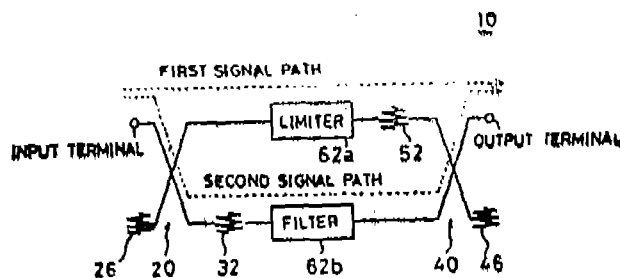 10
FIRST SIGNAL PATH
LIMITER
62a
52
INPUT TERMINAL
OUTPUT TERMINAL
SECOND SIGNAL PATH
FILTER
26
20
32
62b
40
46